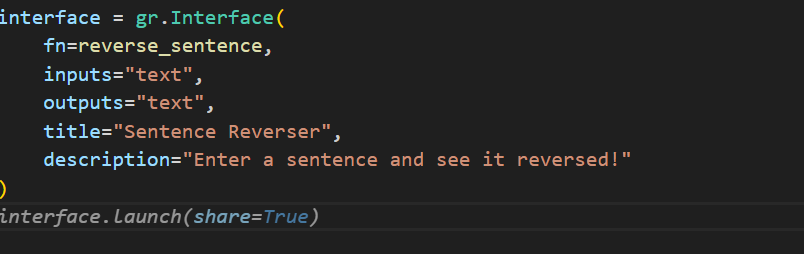 interface = gr.Interface(
    fn=reverse_sentence,
    inputs="text",
    outputs="text",
    title="Sentence Reverser",
    description="Enter a sentence and see it reversed!"
)
interface.launch(share=True)